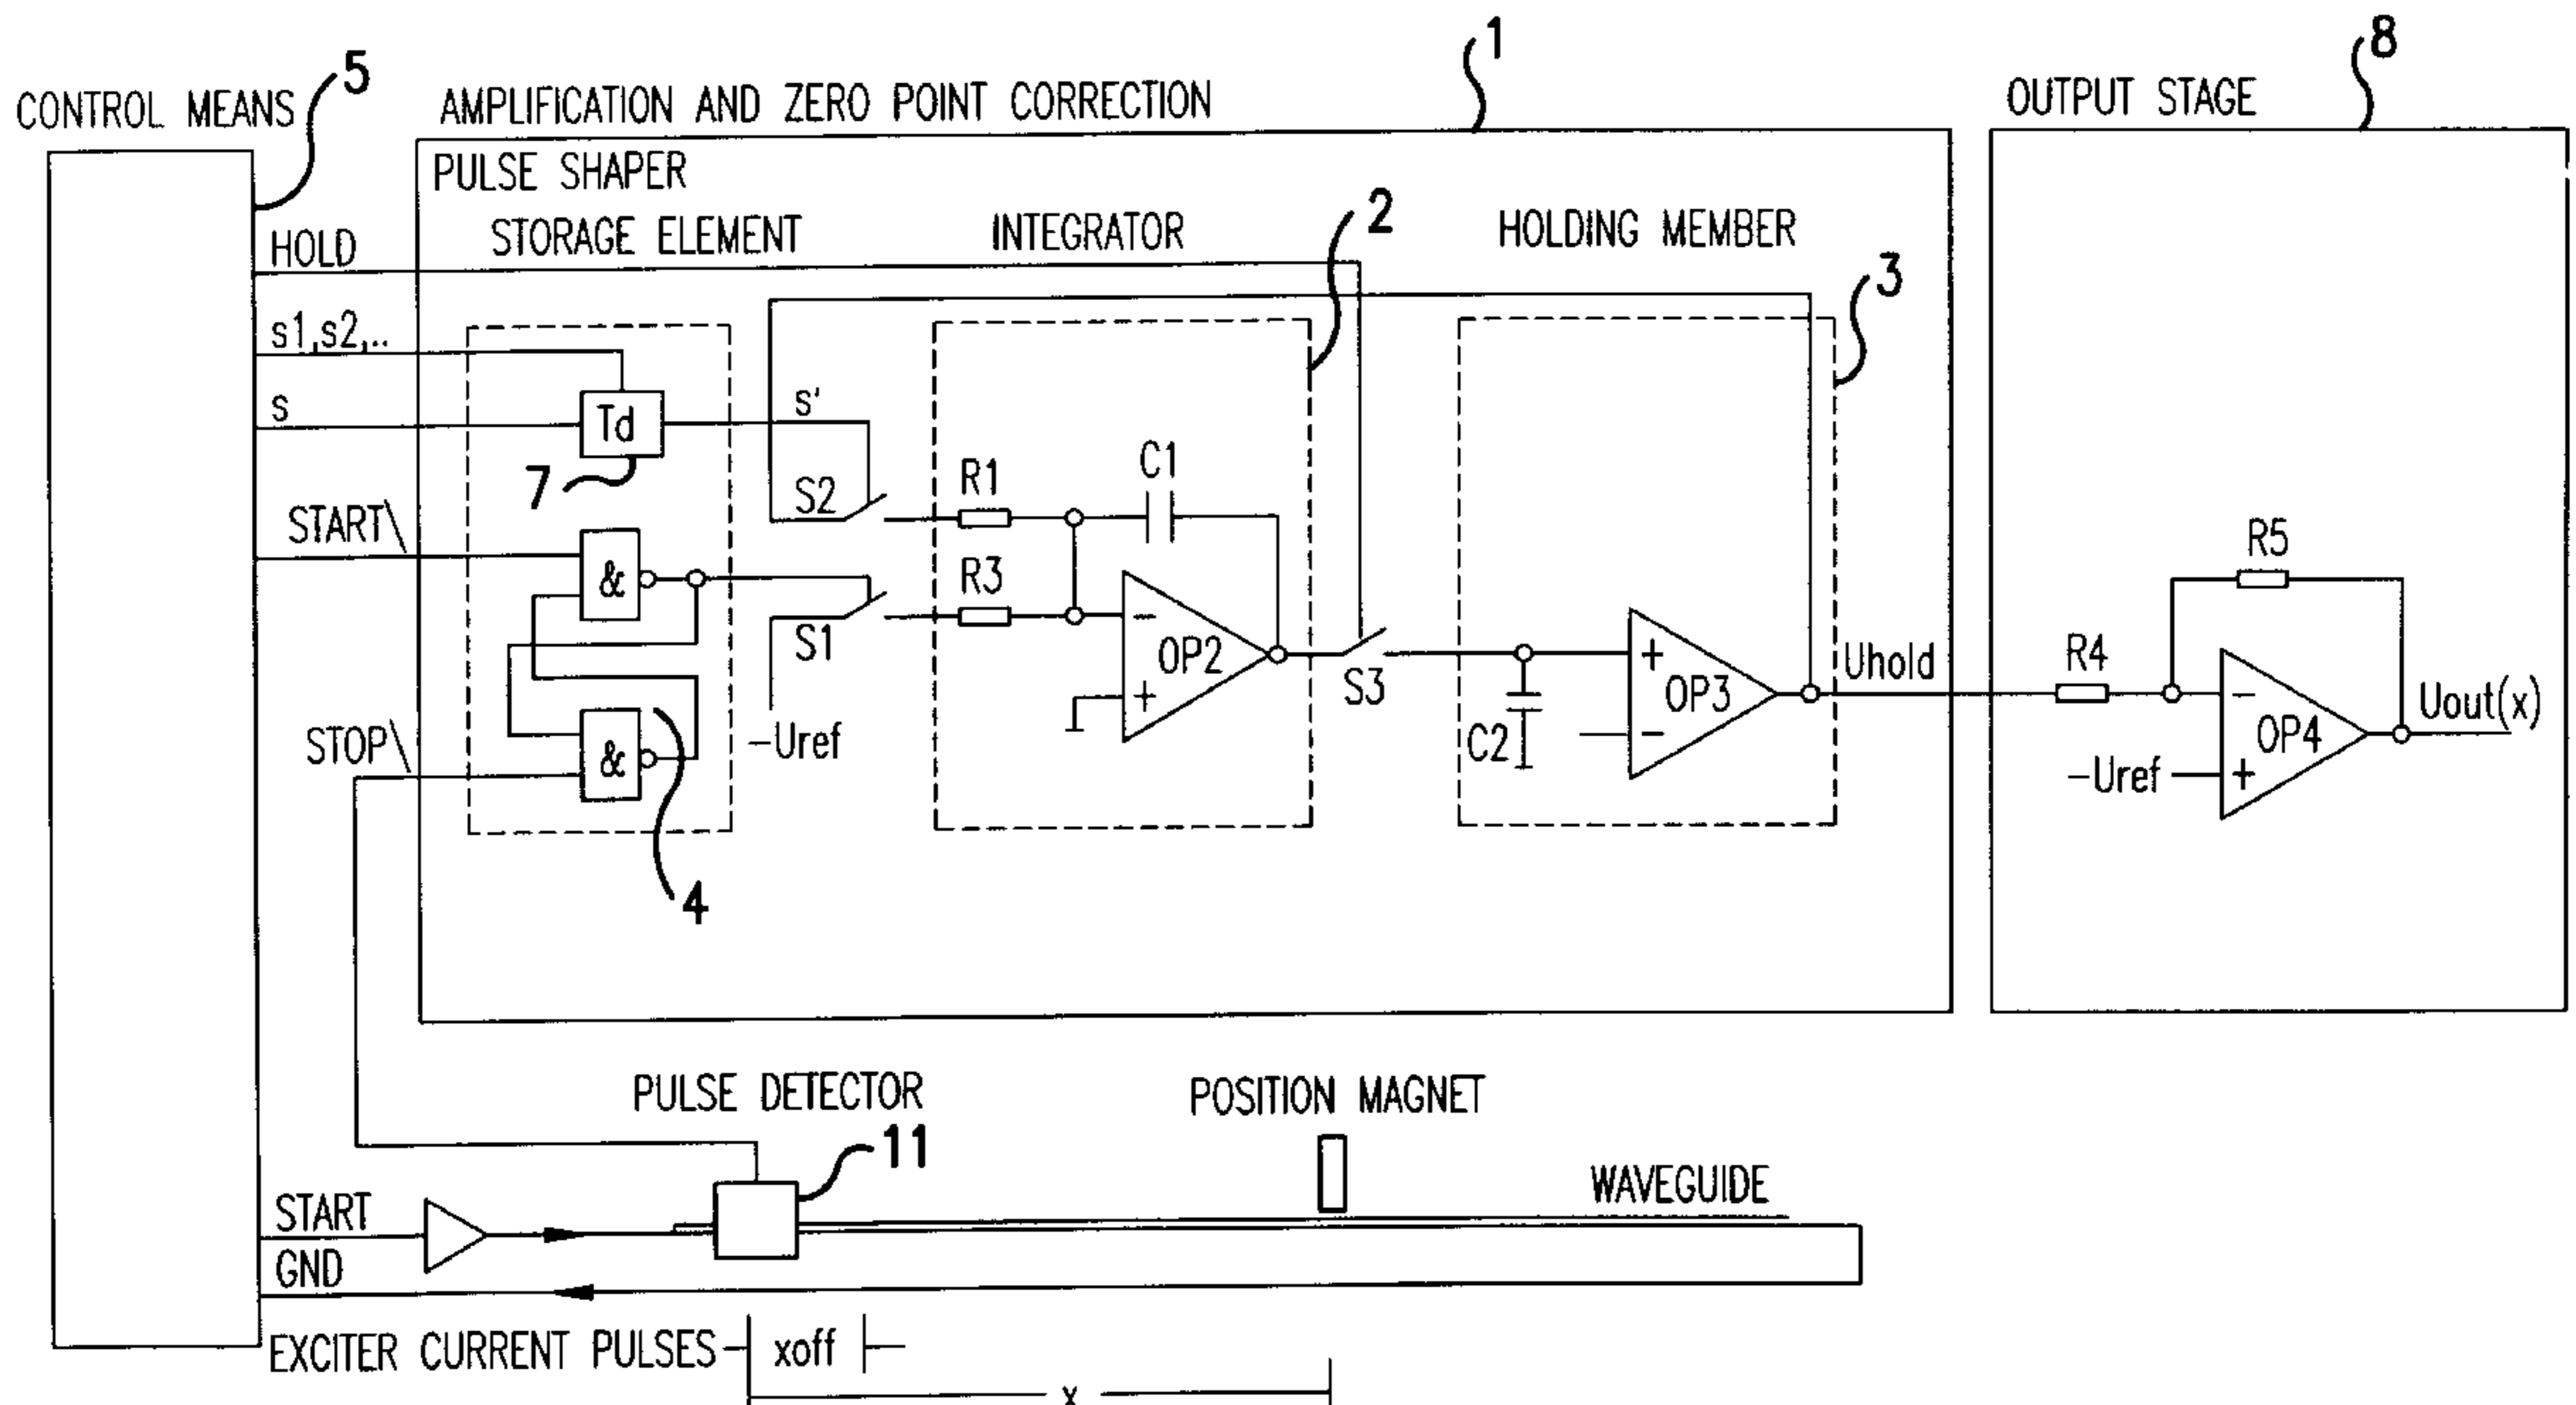 1
8
5
CONTROL MEANS
AMPLIFICATION AND ZERO POINT CORRECTION
OUTPUT STAGE
PULSE SHAPER
STORAGE ELEMENT
INTEGRATOR
2
HOLDING MEMBER
3
HOLD
s1,s2,..
s
Td
s'
7
S2
R1
C1
START\
&
S1
R3
-
OP2
+
S3
+
OP3
-
C2
Uhold
R4
R5
-
OP4
+
-Uref
Uout(x)
STOP\
&
-Uref
4
PULSE DETECTOR
11
POSITION MAGNET
WAVEGUIDE
START
GND
EXCITER CURRENT PULSES
xoff
x